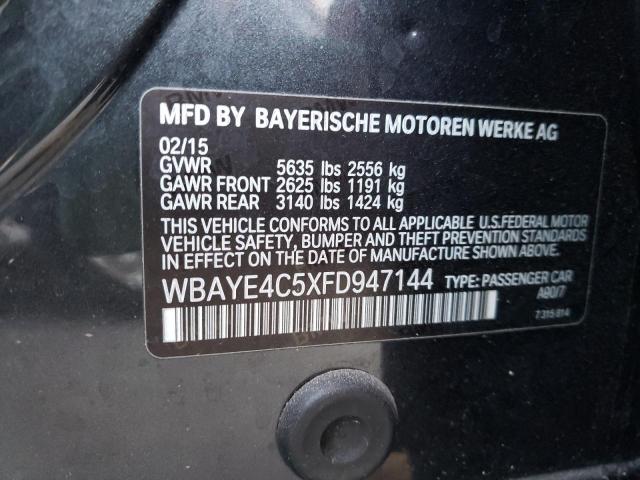 MFD BY BAYERISCHE MOTOREN WERKE AG
02/15
GVWR 5635 lbs 2556 kg
GAWR FRONT 2625 lbs 1191 kg
GAWR REAR 3140 lbs 1424 kg
THIS VEHICLE CONFORMS TO ALL APPLICABLE U.S.FEDERAL MOTOR
VEHICLE SAFETY, BUMPER AND THEFT PREVENTION STANDARDS
IN EFFECT ON THE DATE OF MANUFACTURE SHOWN ABOVE.
WBAYE4C5XFD947144 TYPE: PASSENGER CAR
A90/7
7315814